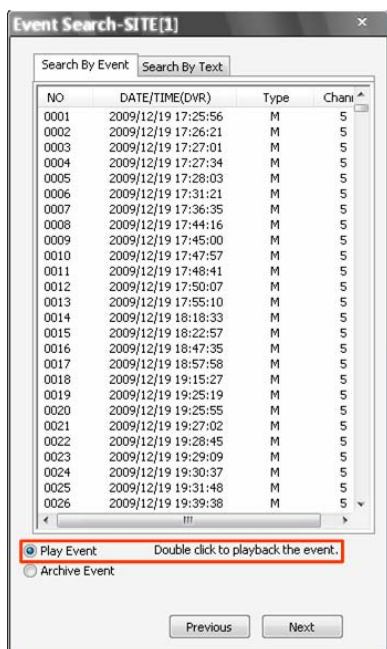 Event Search-SITE[1] x
Search By Event Search By Text
NO DATE/TIME(DVR) Type Chann
0001 2009/12/19 17:25:56 M 5
0002 2009/12/19 17:26:21 M 5
0003 2009/12/19 17:27:01 M 5
0004 2009/12/19 17:27:34 M 5
0005 2009/12/19 17:28:03 M 5
0006 2009/12/19 17:31:21 M 5
0007 2009/12/19 17:36:35 M 5
0008 2009/12/19 17:44:16 M 5
0009 2009/12/19 17:45:00 M 5
0010 2009/12/19 17:47:57 M 5
0011 2009/12/19 17:48:41 M 5
0012 2009/12/19 17:50:07 M 5
0013 2009/12/19 17:55:10 M 5
0014 2009/12/19 18:18:33 M 5
0015 2009/12/19 18:22:57 M 5
0016 2009/12/19 18:47:35 M 5
0017 2009/12/19 18:57:58 M 5
0018 2009/12/19 19:15:27 M 5
0019 2009/12/19 19:25:19 M 5
0020 2009/12/19 19:25:55 M 5
0021 2009/12/19 19:27:02 M 5
0022 2009/12/19 19:28:45 M 5
0023 2009/12/19 19:29:09 M 5
0024 2009/12/19 19:30:37 M 5
0025 2009/12/19 19:31:48 M 5
0026 2009/12/19 19:39:38 M 5
Play Event Double click to playback the event.
Archive Event
Previous Next